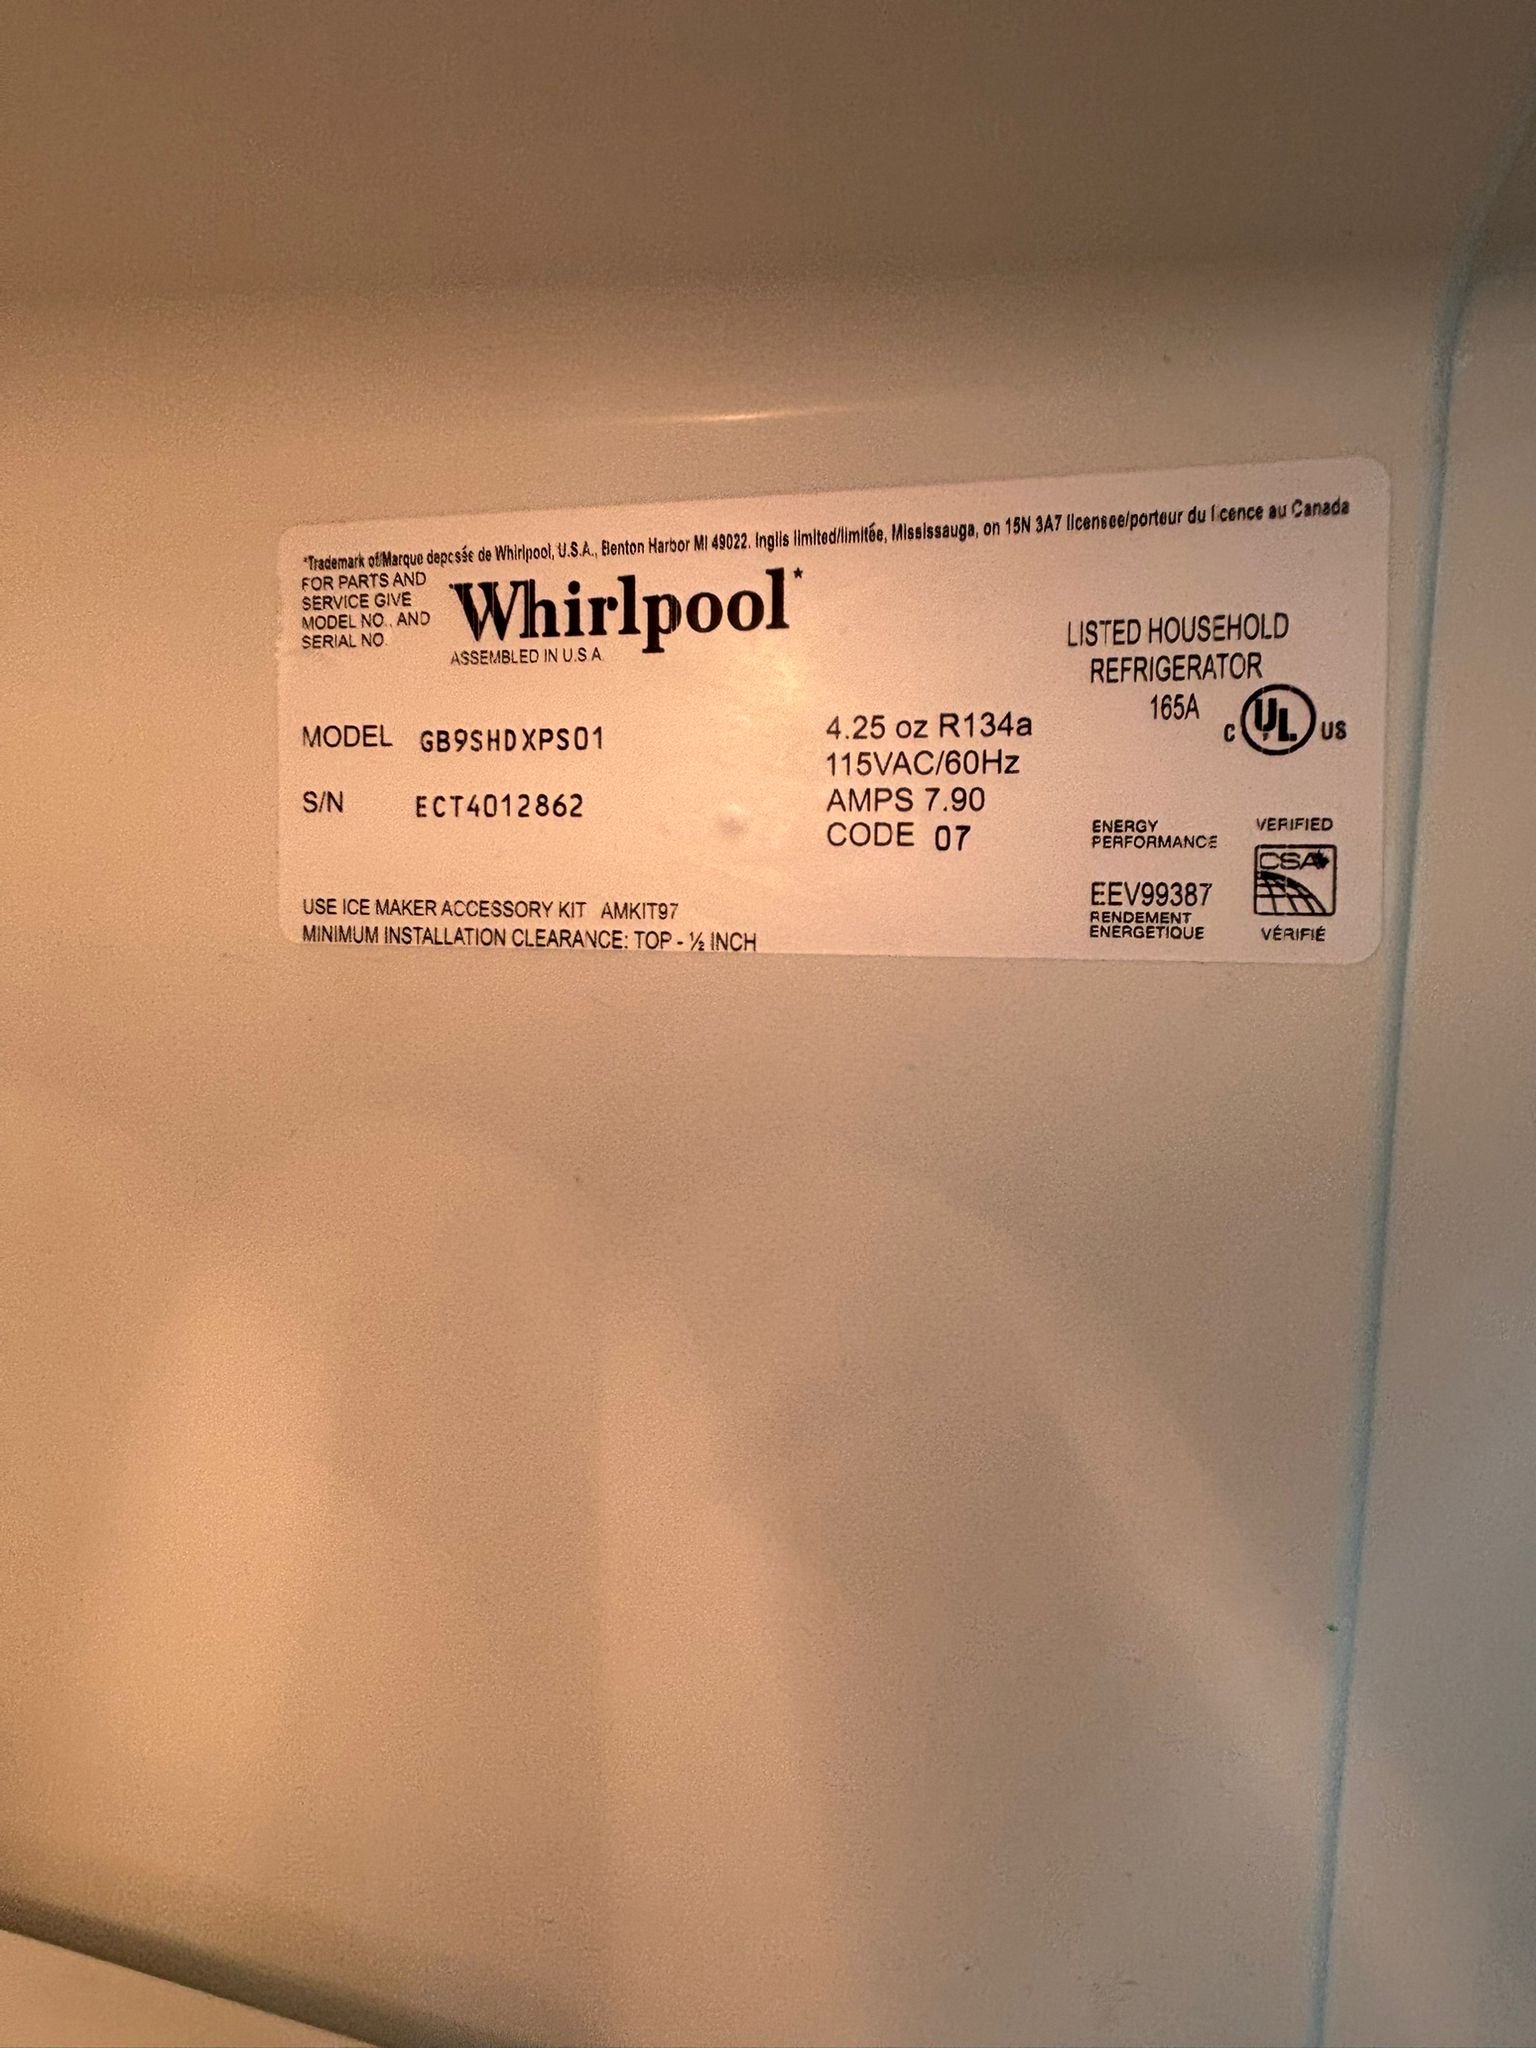 *Trademark of/Marque deposée de Whirlpool, U.S.A., Benton Harbor MI 49022. Inglis limited/limitée, Mississauga, on 15N 3A7 licensee/porteur du licence au Canada
FOR PARTS AND
SERVICE GIVE
MODEL NO., AND
SERIAL NO.
Whirlpool*
ASSEMBLED IN U.S.A.
LISTED HOUSEHOLD
REFRIGERATOR
165A
C UL US
MODEL GB9SHDXPS01
S/N ECT4012862
4.25 oz R134a
115VAC/60Hz
AMPS 7.90
CODE 07
ENERGY
PERFORMANCE
EEV99387
RENDEMENT
ENERGETIQUE
VERIFIED
CSA
VÉRIFIÉ
USE ICE MAKER ACCESSORY KIT AMKIT97
MINIMUM INSTALLATION CLEARANCE: TOP - ½ INCH